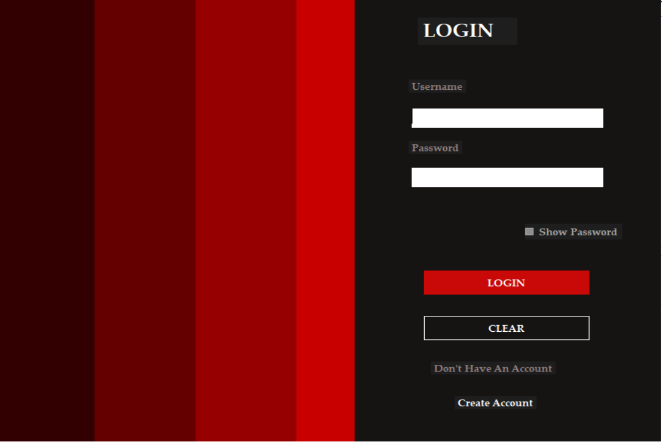 LOGIN
Username
Password
Show Password
LOGIN
CLEAR
Don't Have An Account
Create Account